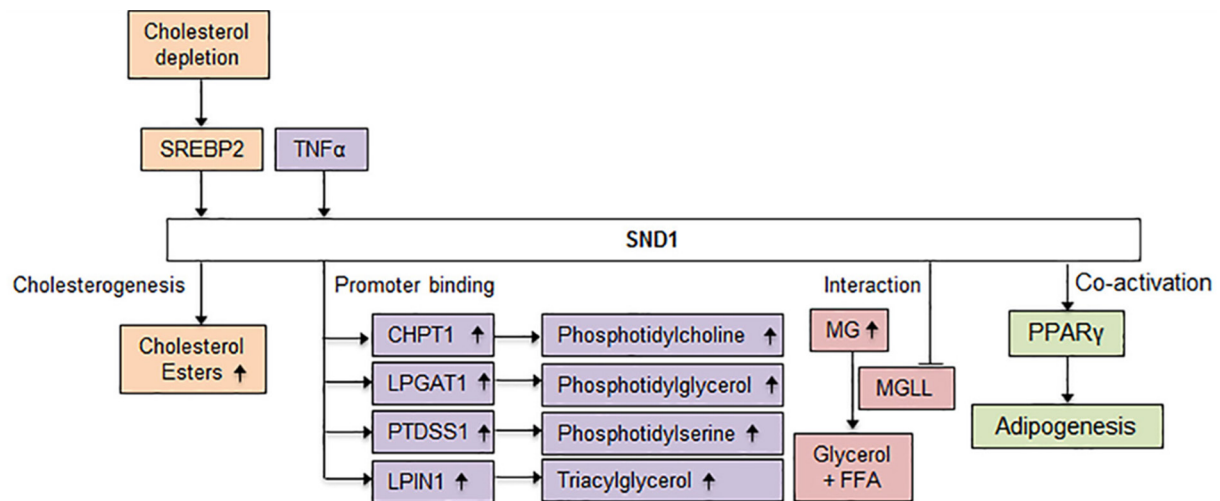 Cholesterol
depletion
SREBP2
TNFα
SND1
Cholesterogenesis
Promoter binding
Interaction
Co-activation
Cholesterol
Esters ↑
CHPT1 ↑
Phosphotidylcholine ↑
LPGAT1 ↑
Phosphotidylglycerol ↑
PTDSS1 ↑
Phosphotidylserine ↑
LPIN1 ↑
Triacylglycerol ↑
MG ↑
MGLL
Glycerol
+ FFA
PPARγ
Adipogenesis